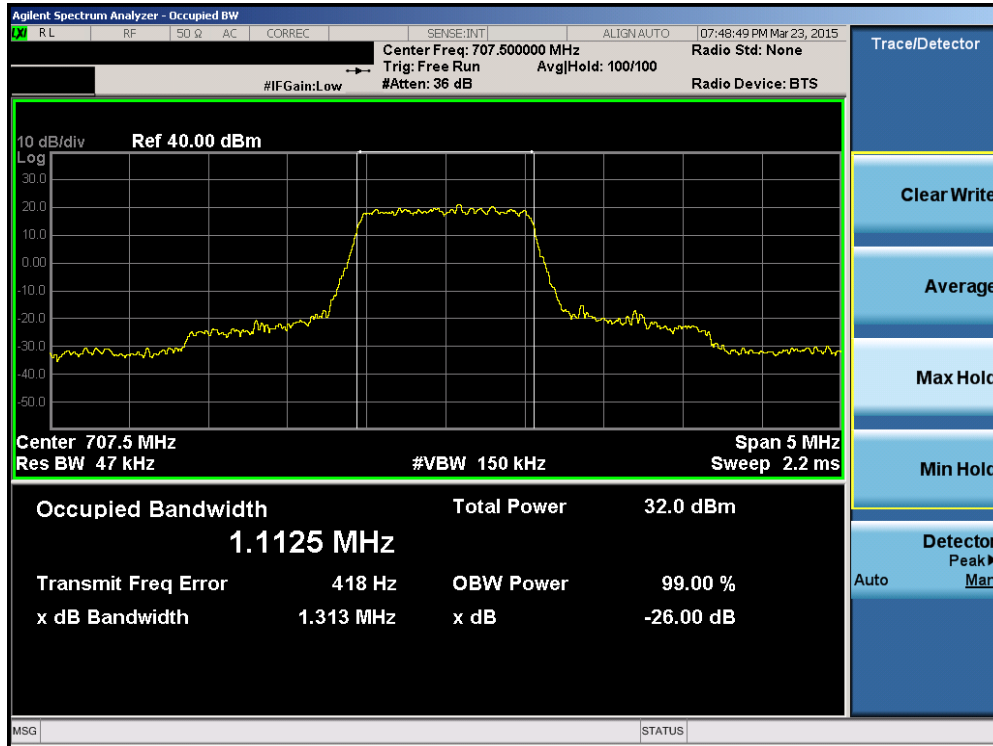 Agilent Spectrum Analyzer - Occupied BW
LXI RL RF 50 Ω AC CORREC SENSE:INT ALIGN AUTO 07:48:49 PM Mar 23, 2015
Center Freq: 707.500000 MHz Radio Std: None
Trig: Free Run Avg|Hold: 100/100
#IFGain:Low #Atten: 36 dB Radio Device: BTS
10 dB/div Ref 40.00 dBm
Log
30.0
20.0
10.0
0.00
-10.0
-20.0
-30.0
-40.0
-50.0
Center 707.5 MHz Span 5 MHz
Res BW 47 kHz #VBW 150 kHz Sweep 2.2 ms
Occupied Bandwidth Total Power 32.0 dBm
1.1125 MHz
Transmit Freq Error 418 Hz OBW Power 99.00 %
x dB Bandwidth 1.313 MHz x dB -26.00 dB
MSG STATUS
Trace/Detector
Clear Write
Average
Max Hold
Min Hold
Detector
Peak▶
Auto Man